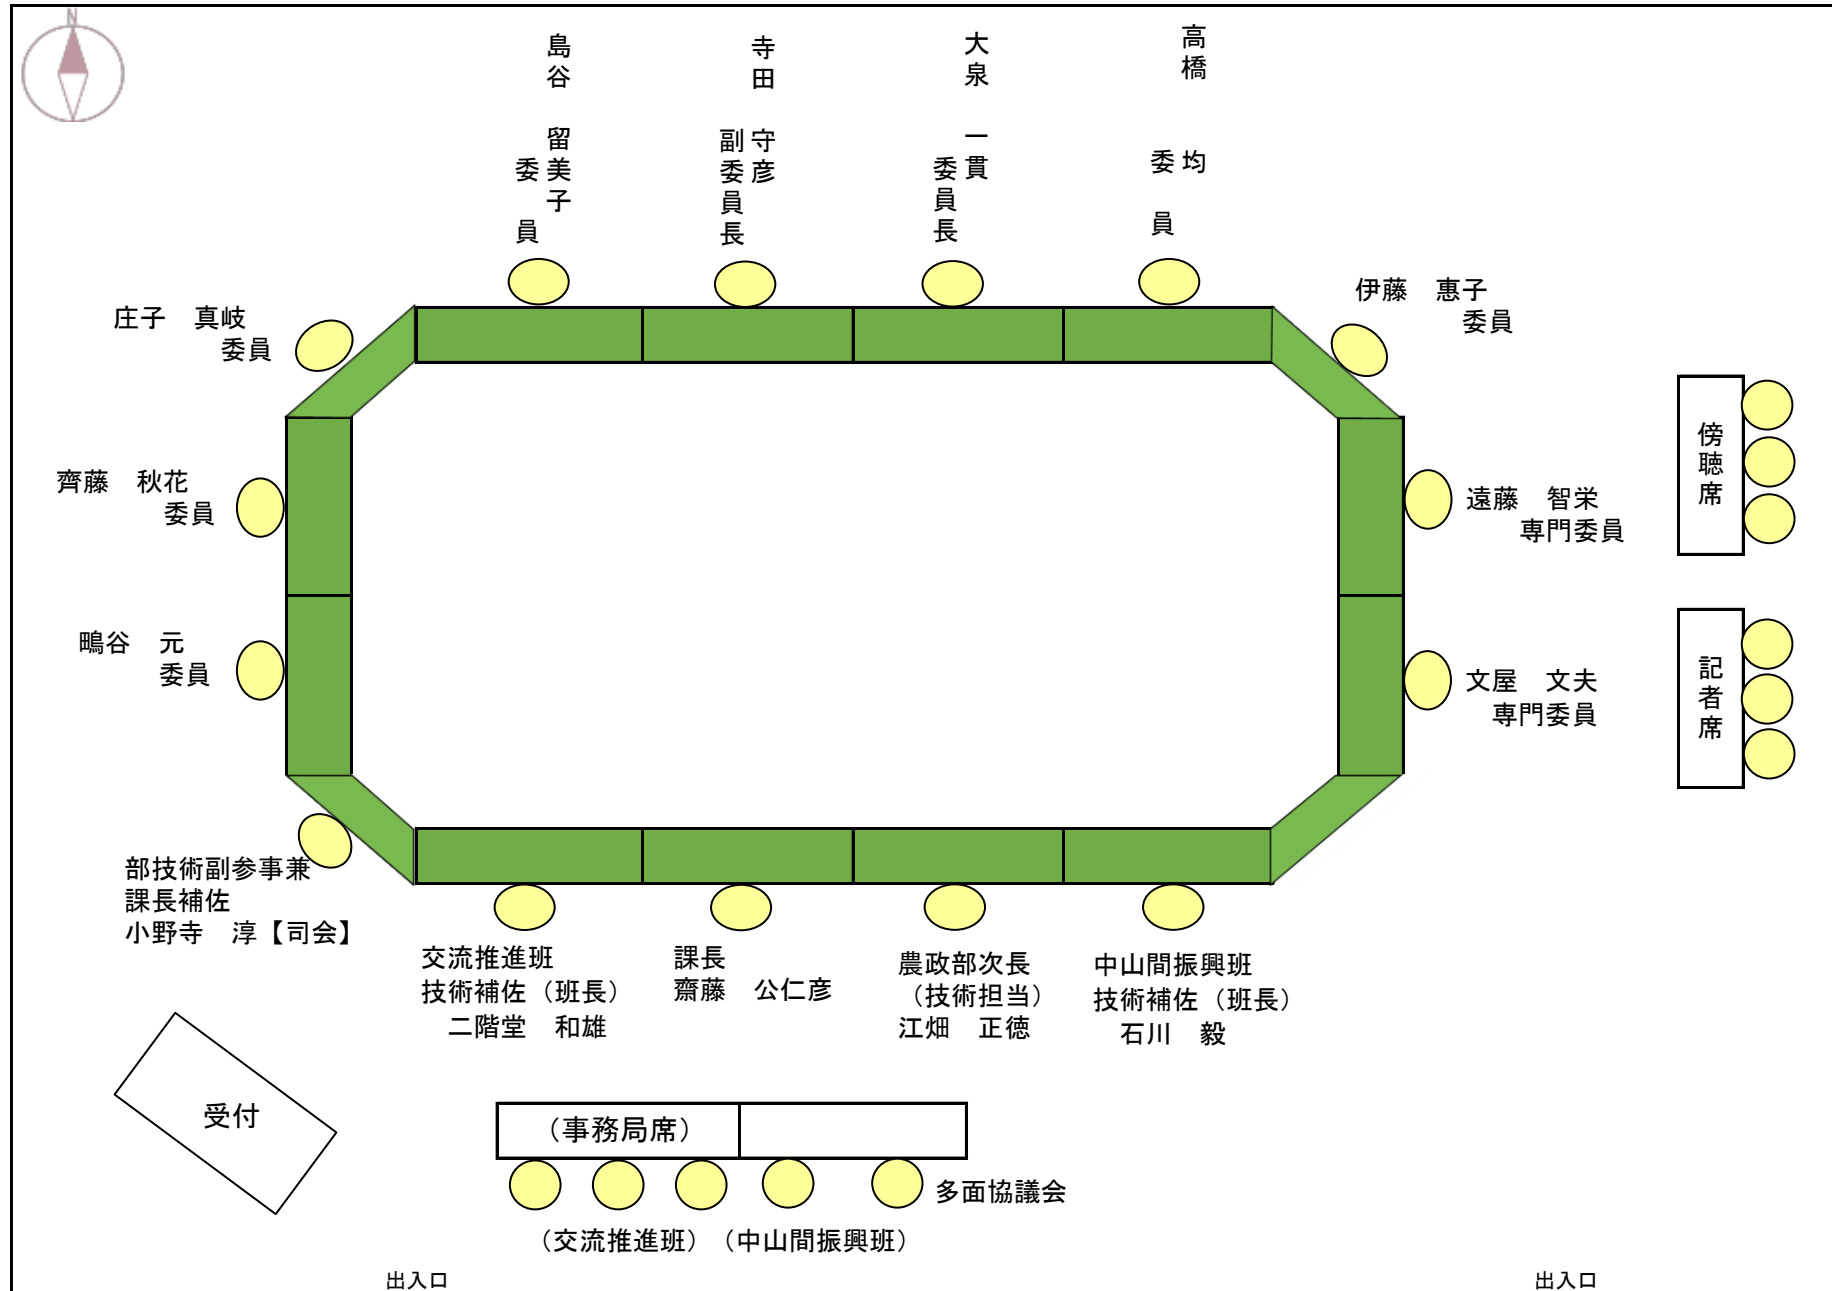 N
島谷　留美子
委員
寺田　守彦
副委員長
大泉　一貫
委員長
高橋　均
委員
伊藤　惠子
委員
庄子　真岐
委員
齊藤　秋花
委員
鴫谷　元
委員
遠藤　智栄
専門委員
文屋　文夫
専門委員
傍聴席
記者席
部技術副参事兼
課長補佐
小野寺　淳【司会】
交流推進班
技術補佐（班長）
二階堂　和雄
課長
齋藤　公仁彦
農政部次長
（技術担当）
江畑　正徳
中山間振興班
技術補佐（班長）
石川　毅
受付
（事務局席）
多面協議会
（交流推進班）（中山間振興班）
出入口
出入口